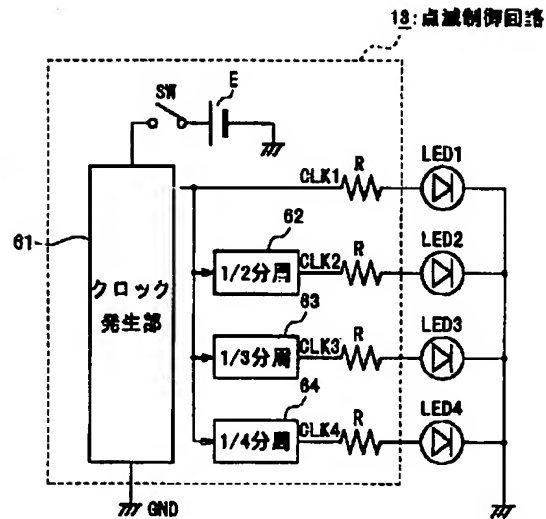 13:点滅制御回路
SW
E
61
クロック
発生部
CLK1
R
LED1
62
1/2分周
CLK2
R
LED2
63
1/3分周
CLK3
R
LED3
64
1/4分周
CLK4
R
LED4
GND